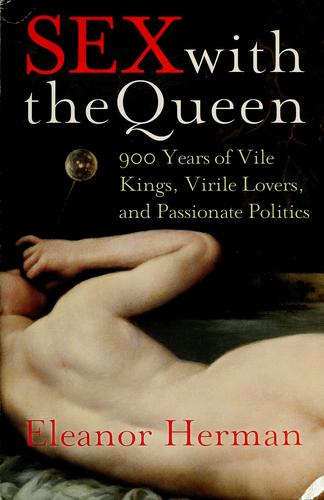 SEX with
the Queen
900 Years of Vile
Kings, Virile Lovers,
and Passionate Politics
Eleanor Herman